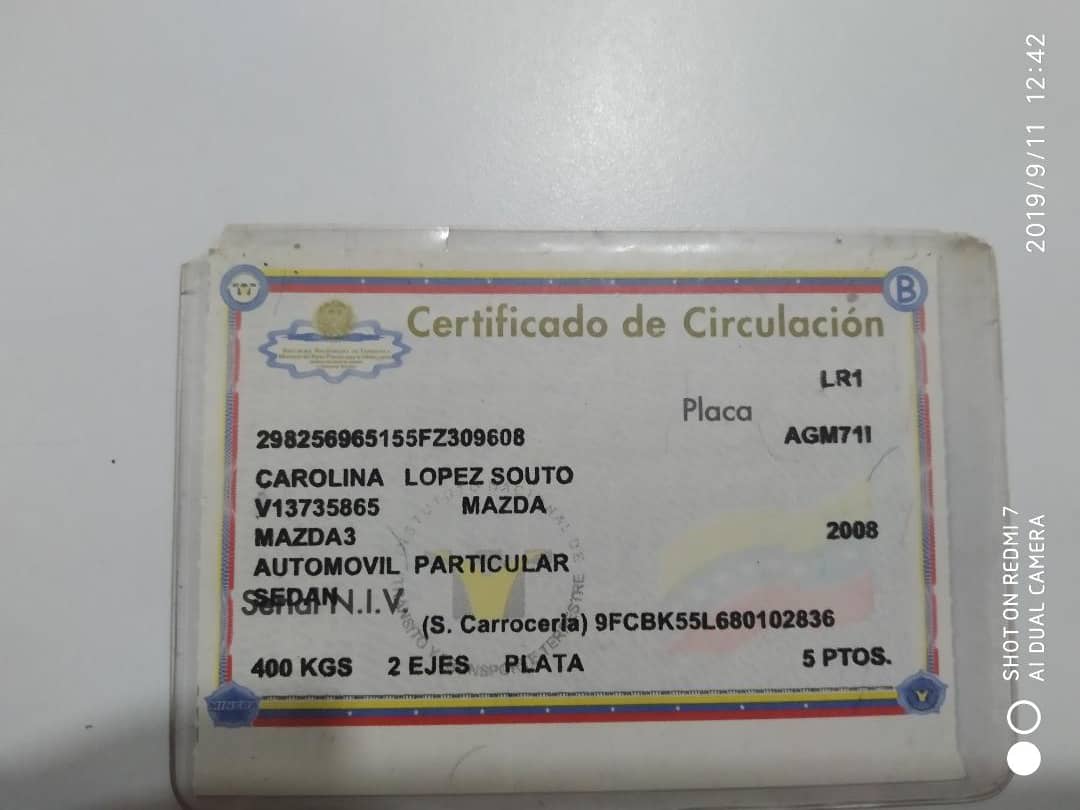 2019/9/11 12:42
B
Certificado de Circulación
LR1
Placa
298256965155FZ309608 AGM71I
CAROLINA LOPEZ SOUTO
V13735865 MAZDA
MAZDA3 2008
AUTOMOVIL PARTICULAR
SEDAN
Serial N.I.V.
(S. Carroceria) 9FCBK55L680102836
400 KGS 2 EJES PLATA 5 PTOS.
SHOT ON REDMI 7
AI DUAL CAMERA